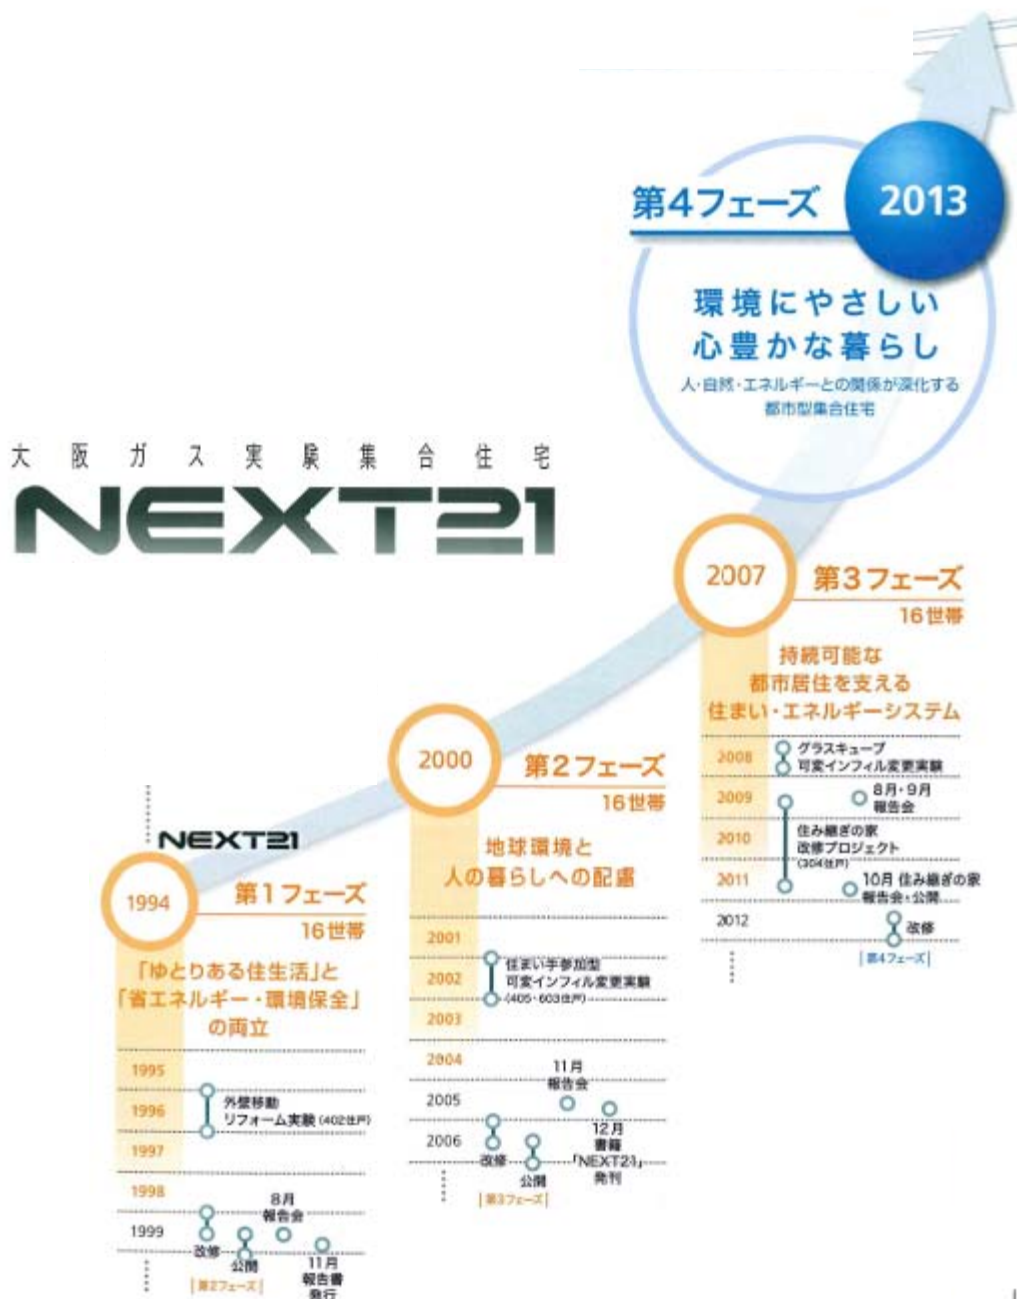 第4フェーズ
2013
環境にやさしい
心豊かな暮らし
人・自然・エネルギーとの関係が深化する
都市型集合住宅
大阪ガス実験集合住宅
NEXT21
2007
第3フェーズ
16世帯
持続可能な
都市居住を支える
住まい・エネルギーシステム
2008
グラスキューブ
可変インフィル変更実験
2009
8月・9月
報告会
2010
住み継ぎの家
改修プロジェクト
(304住戸)
2011
10月 住み継ぎの家
報告会・公開
2012
改修
第4フェーズ
2000
第2フェーズ
16世帯
地球環境と
人の暮らしへの配慮
2001
2002
住まい手参加型
可変インフィル変更実験
(405・603住戸)
2003
2004
2005
11月
報告会
12月
書籍
「NEXT21」
発刊
2006
改修
公開
第3フェーズ
NEXT21
1994
第1フェーズ
16世帯
「ゆとりある住生活」と
「省エネルギー・環境保全」
の両立
1995
1996
外壁移動
リフォーム実験 (402住戸)
1997
1998
1999
改修
公開
8月
報告会
11月
報告書
発行
第2フェーズ